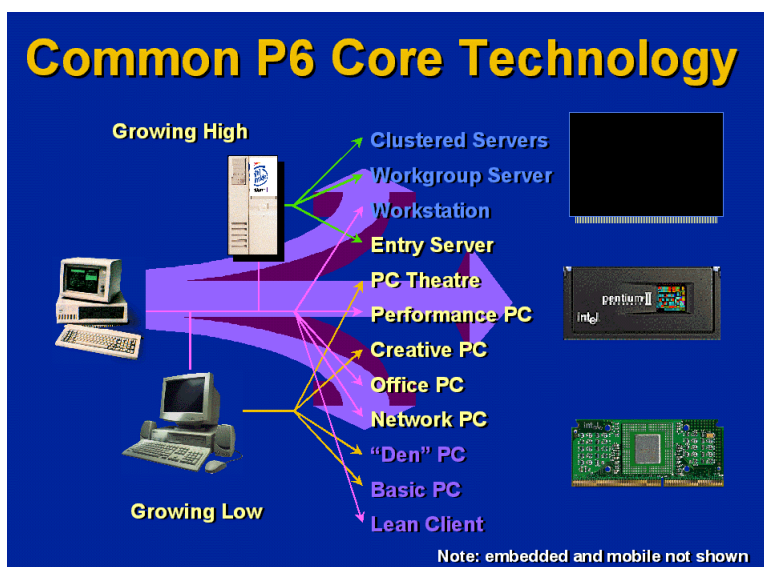 Common P6 Core Technology
Growing High
Clustered Servers
Workgroup Server
Workstation
Entry Server
PC Theatre
Performance PC
Creative PC
Office PC
Network PC
“Den” PC
Basic PC
Lean Client
Growing Low
pentium II
intel
Note: embedded and mobile not shown